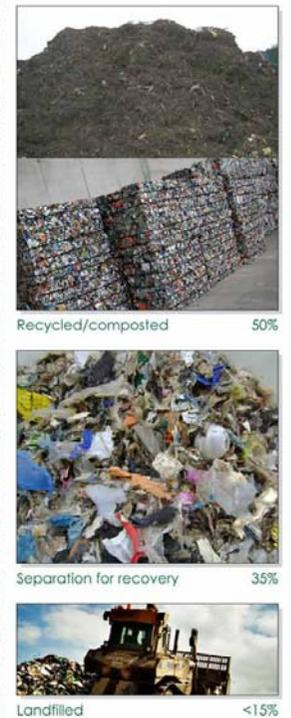 Recycled/composted 50%
Separation for recovery 35%
Landfilled <15%